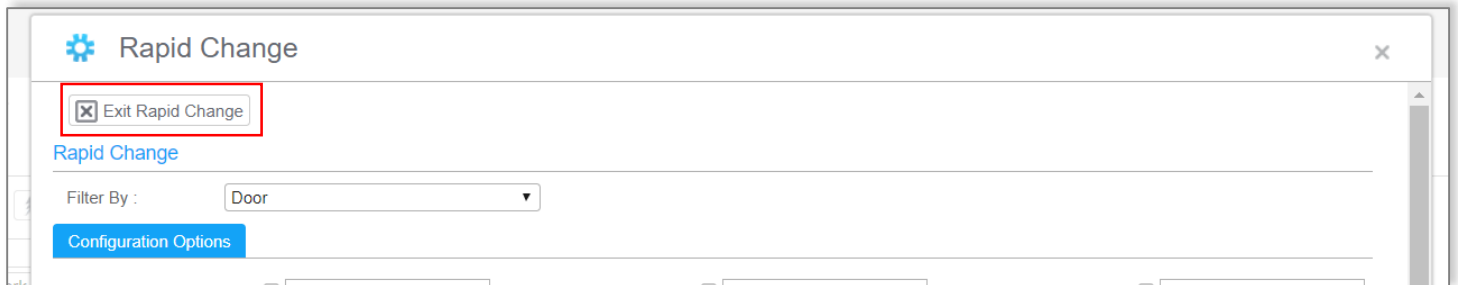 Rapid Change
Exit Rapid Change
Rapid Change
Filter By :
Door
Configuration Options